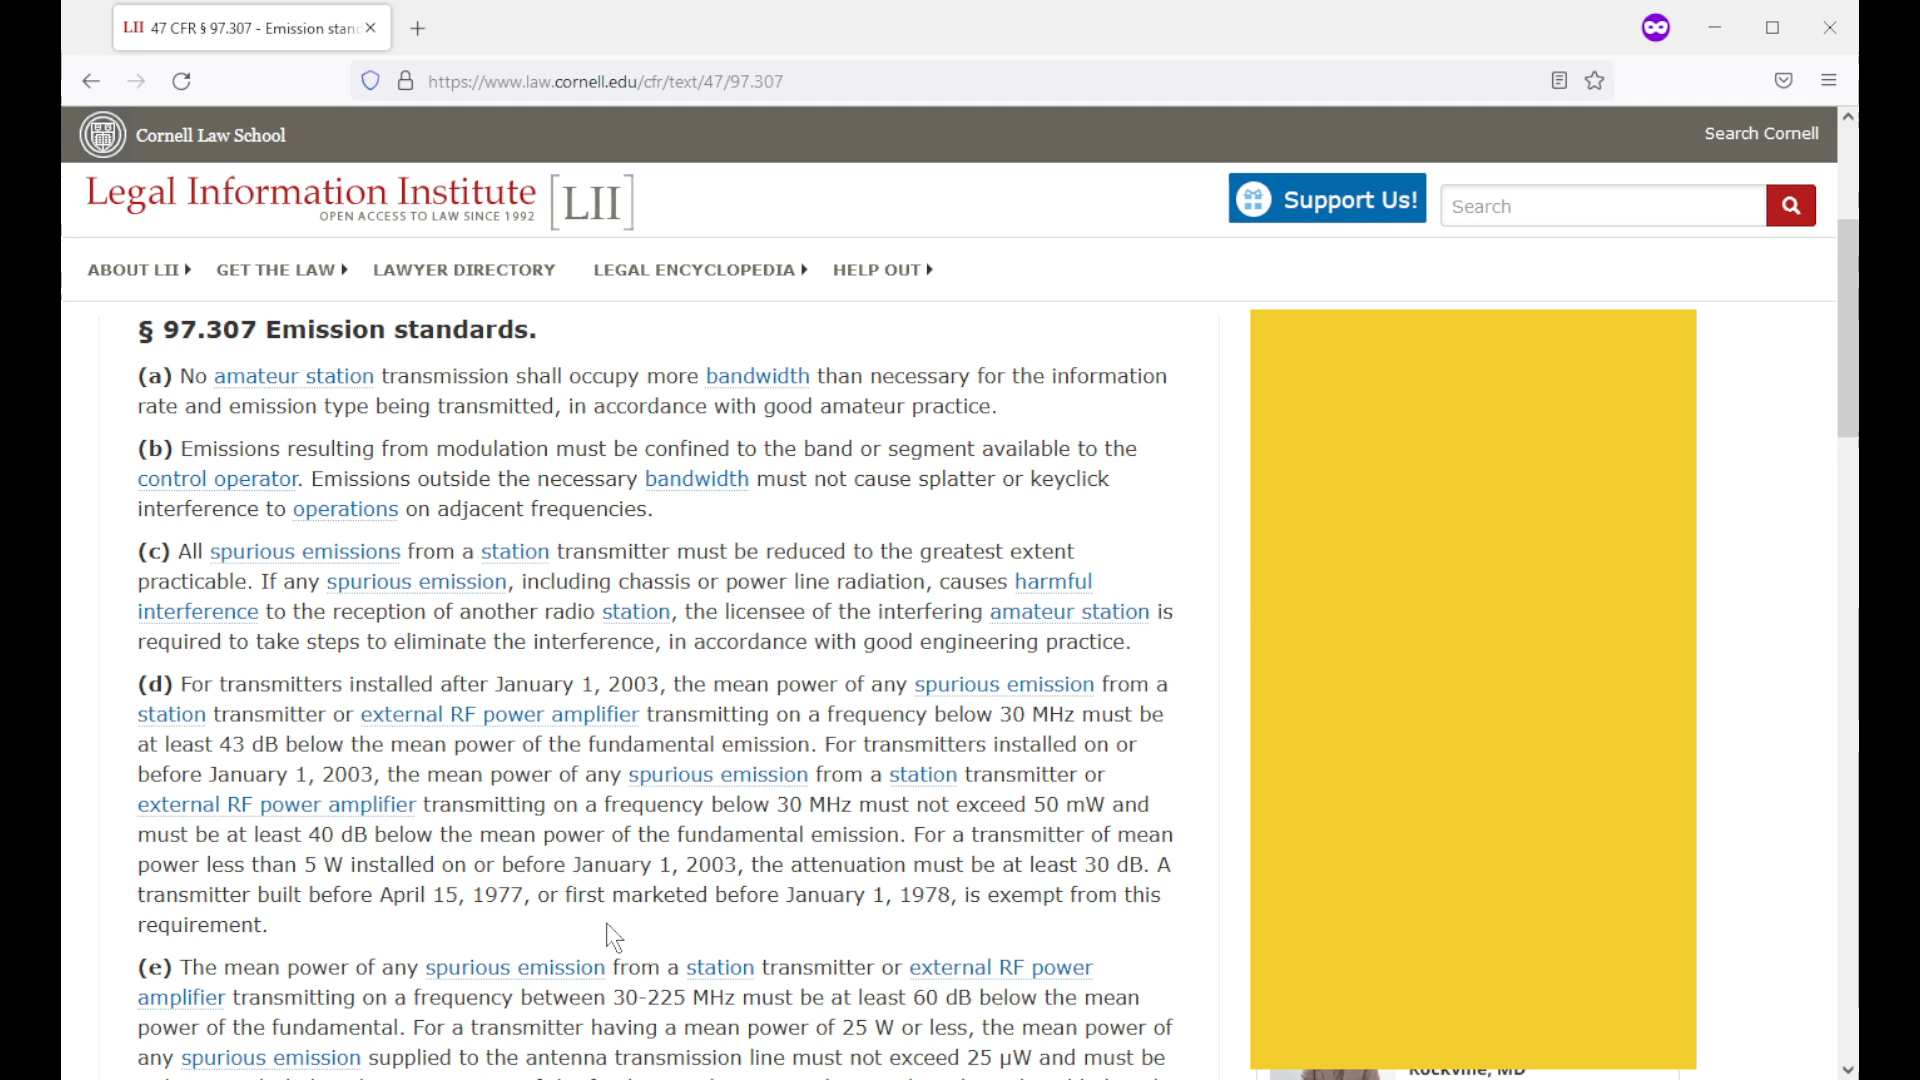 LII 47 CFR § 97.307 - Emission stan
https://www.law.cornell.edu/cfr/text/47/97.307
Cornell Law School
Search Cornell
Legal Information Institute [LII]
OPEN ACCESS TO LAW SINCE 1992
Support Us!
Search
ABOUT LII
GET THE LAW
LAWYER DIRECTORY
LEGAL ENCYCLOPEDIA
HELP OUT
§ 97.307 Emission standards.
(a) No amateur station transmission shall occupy more bandwidth than necessary for the information
rate and emission type being transmitted, in accordance with good amateur practice.
(b) Emissions resulting from modulation must be confined to the band or segment available to the
control operator. Emissions outside the necessary bandwidth must not cause splatter or keyclick
interference to operations on adjacent frequencies.
(c) All spurious emissions from a station transmitter must be reduced to the greatest extent
practicable. If any spurious emission, including chassis or power line radiation, causes harmful
interference to the reception of another radio station, the licensee of the interfering amateur station is
required to take steps to eliminate the interference, in accordance with good engineering practice.
(d) For transmitters installed after January 1, 2003, the mean power of any spurious emission from a
station transmitter or external RF power amplifier transmitting on a frequency below 30 MHz must be
at least 43 dB below the mean power of the fundamental emission. For transmitters installed on or
before January 1, 2003, the mean power of any spurious emission from a station transmitter or
external RF power amplifier transmitting on a frequency below 30 MHz must not exceed 50 mW and
must be at least 40 dB below the mean power of the fundamental emission. For a transmitter of mean
power less than 5 W installed on or before January 1, 2003, the attenuation must be at least 30 dB. A
transmitter built before April 15, 1977, or first marketed before January 1, 1978, is exempt from this
requirement.
(e) The mean power of any spurious emission from a station transmitter or external RF power
amplifier transmitting on a frequency between 30-225 MHz must be at least 60 dB below the mean
power of the fundamental. For a transmitter having a mean power of 25 W or less, the mean power of
any spurious emission supplied to the antenna transmission line must not exceed 25 µW and must be
Rockville, MD